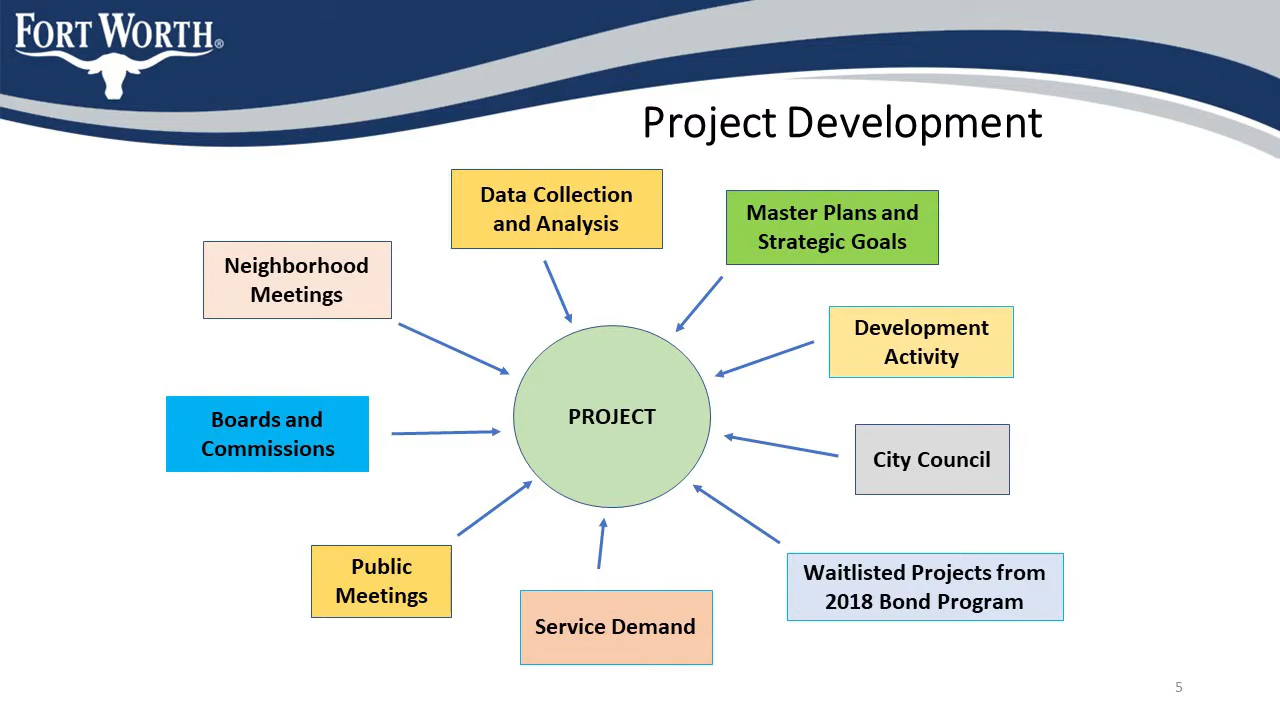 FORT WORTH®
Project Development
Data Collection
and Analysis
Master Plans and
Strategic Goals
Neighborhood
Meetings
Development
Activity
Boards and
Commissions
PROJECT
City Council
Public
Meetings
Waitlisted Projects from
2018 Bond Program
Service Demand
5